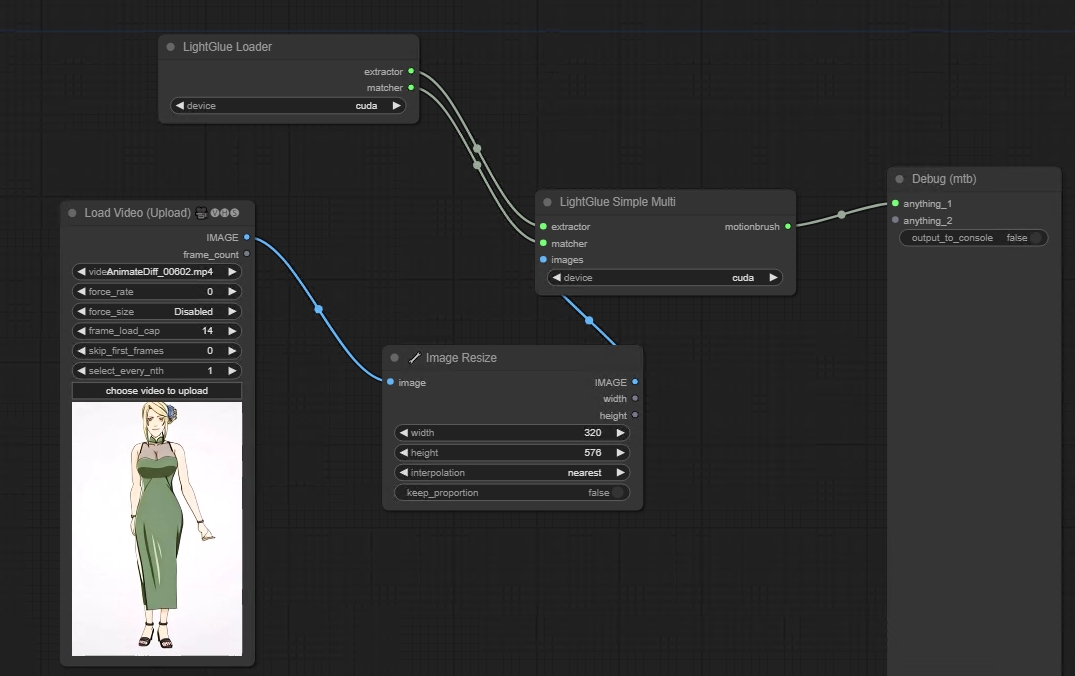 LightGlue Loader
extractor
matcher
device cuda
Load Video (Upload) VHS
IMAGE
frame_count
video AnimateDiff_00602.mp4
force_rate 0
force_size Disabled
frame_load_cap 14
skip_first_frames 0
select_every_nth 1
choose video to upload
Image Resize
image IMAGE
width
height
width 320
height 576
interpolation nearest
keep_proportion false
LightGlue Simple Multi
extractor motionbrush
matcher
images
device cuda
Debug (mtb)
anything_1
anything_2
output_to_console false